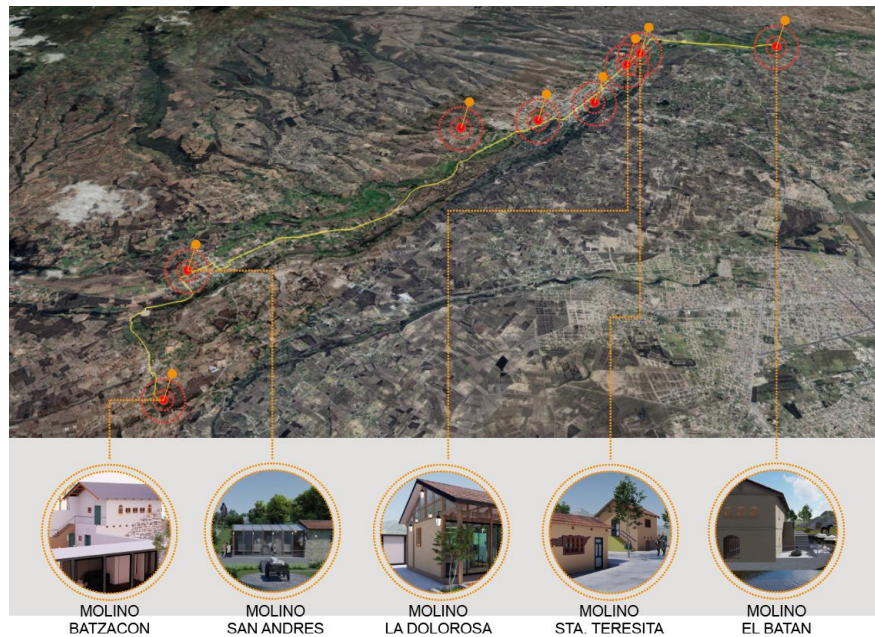 MOLINO
BATZACON
MOLINO
SAN ANDRES
MOLINO
LA DOLOROSA
MOLINO
STA. TERESITA
MOLINO
EL BATAN